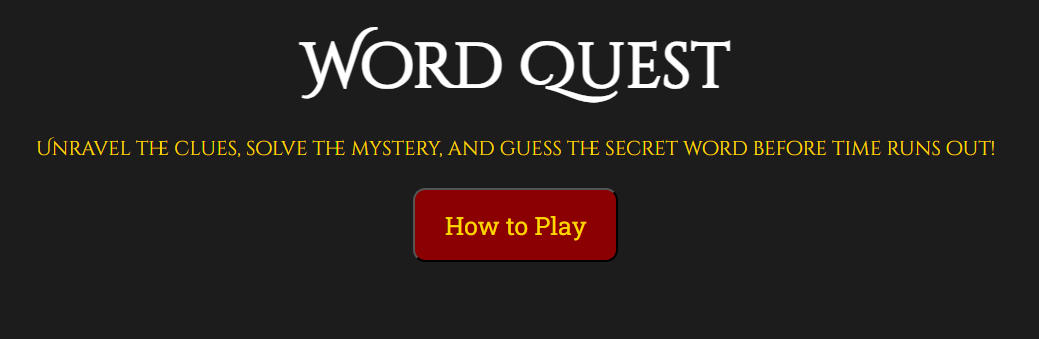 Word Quest
Unravel the clues, solve the mystery, and guess the secret word before time runs out!
How to Play